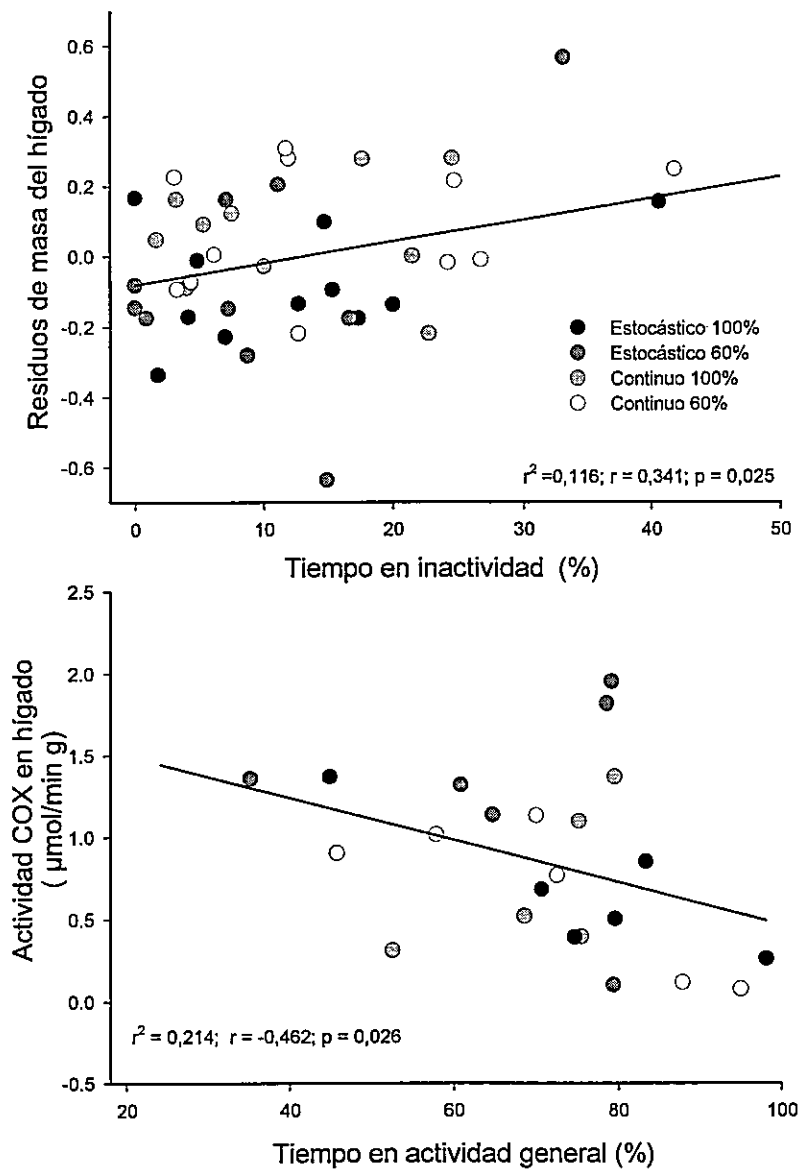 Residuos de masa del hígado
0.6
0.4
0.2
0.0
-0.2
-0.4
-0.6
Estocástico 100%
Estocástico 60%
Continuo 100%
Continuo 60%
r² =0,116; r = 0,341; p = 0,025
0 10 20 30 40 50
Tiempo en inactividad (%)
Actividad COX en hígado
( µmol/min g)
2.5
2.0
1.5
1.0
0.5
0.0
-0.5
r² = 0,214; r = -0,462; p = 0,026
20 40 60 80 100
Tiempo en actividad general (%)